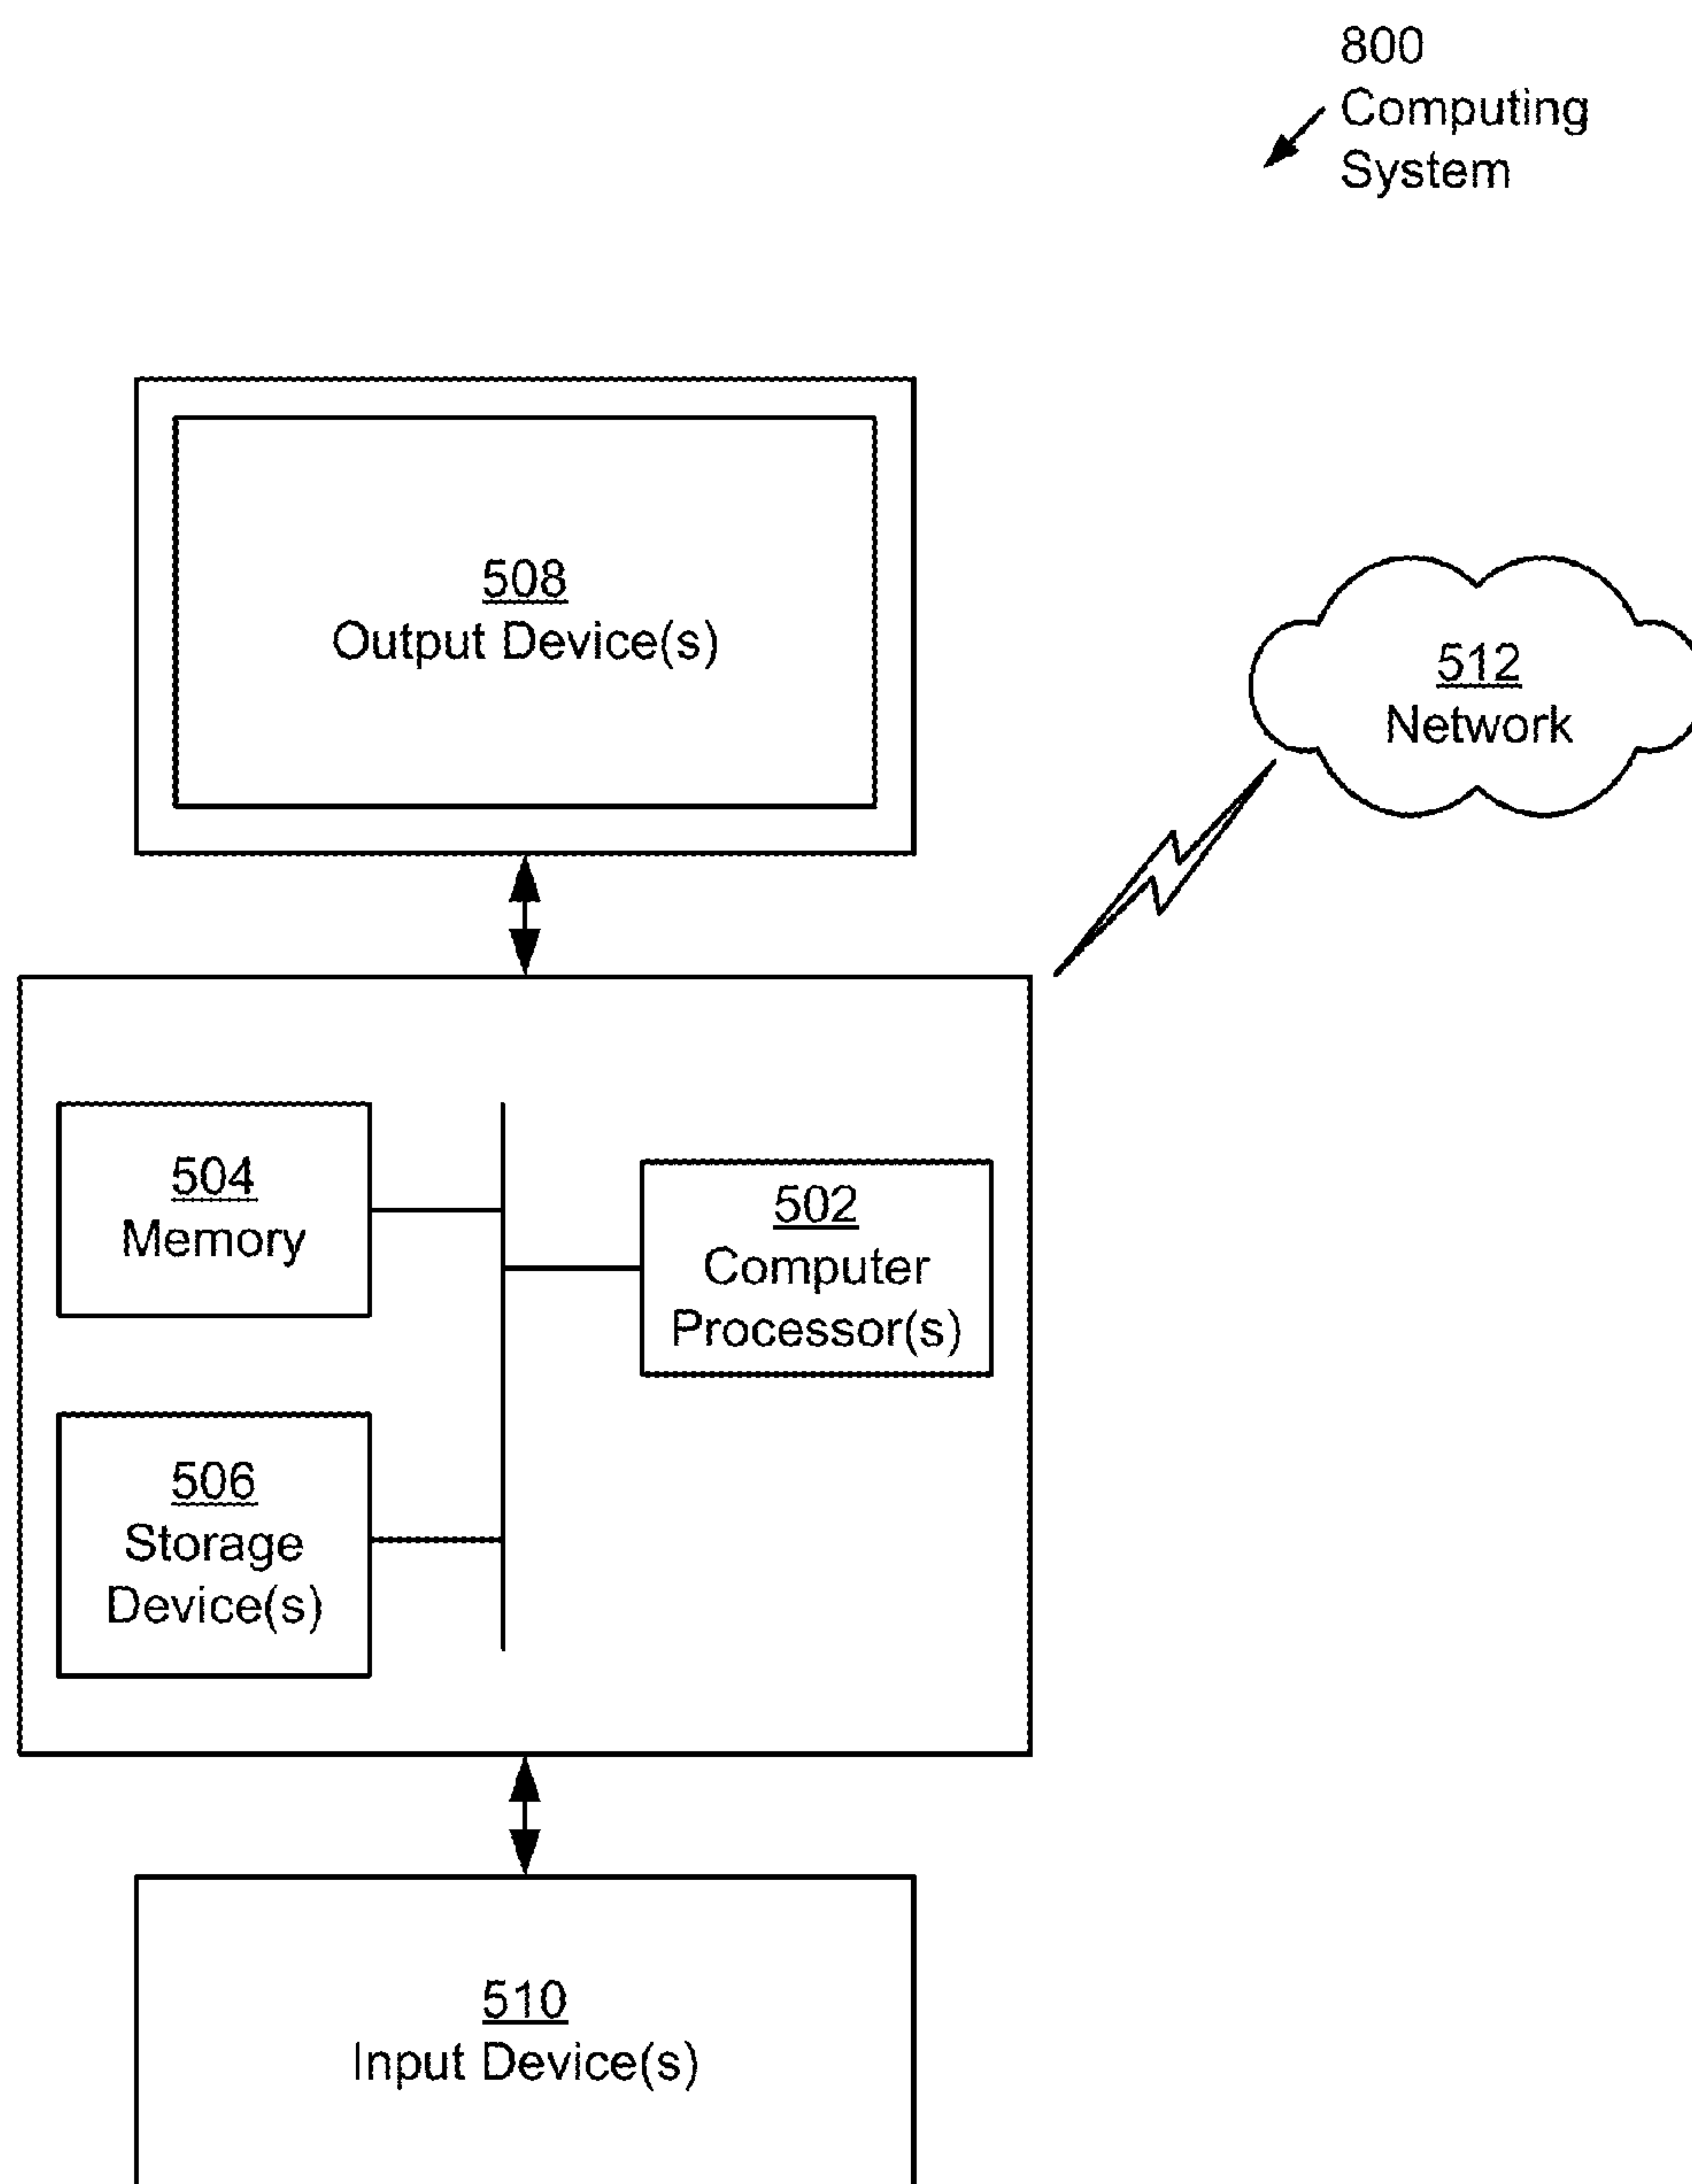 800
Computing
System
508
Output Device(s)
512
Network
504
Memory
502
Computer
Processor(s)
506
Storage
Device(s)
510
Input Device(s)